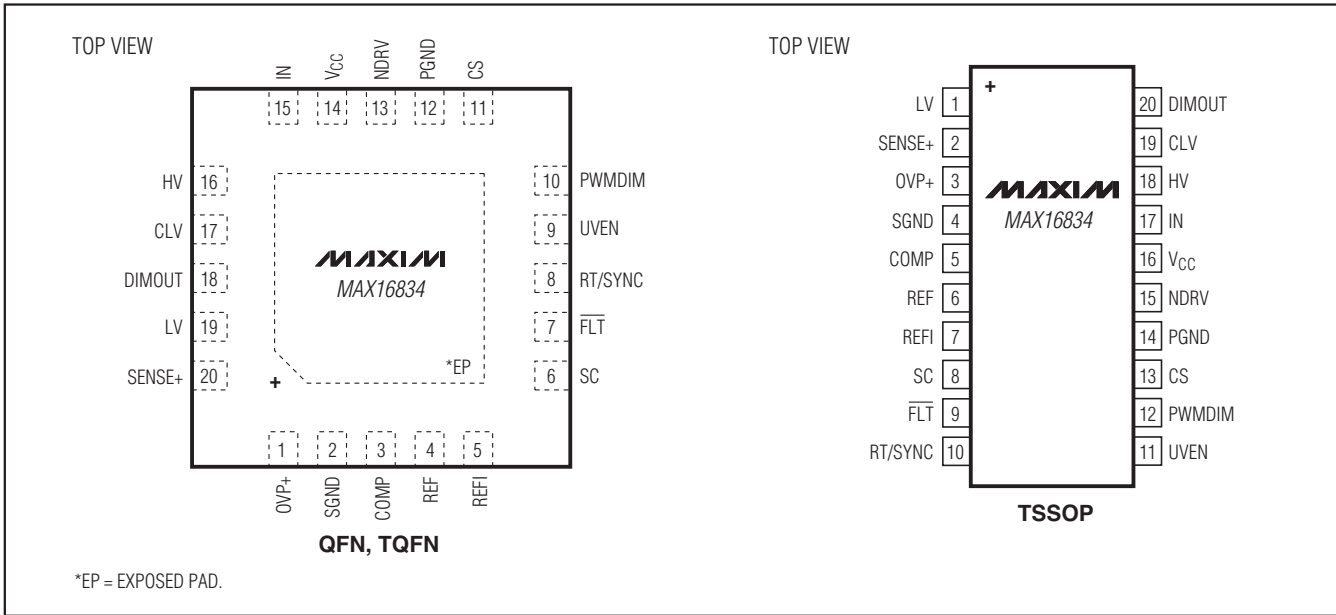 TOP VIEW
IN VCC NDRV PGND CS
15 14 13 12 11
HV 16
CLV 17
DIMOUT 18
LV 19
SENSE+ 20
10 PWMDIM
9 UVEN
8 RT/SYNC
7 FLT
6 SC
MAXIM
MAX16834
*EP
+
1 2 3 4 5
OVP+ SGND COMP REF REFI
QFN, TQFN
*EP = EXPOSED PAD.
TOP VIEW
+
LV 1
SENSE+ 2
OVP+ 3
SGND 4
COMP 5
REF 6
REFI 7
SC 8
FLT 9
RT/SYNC 10
MAXIM
MAX16834
20 DIMOUT
19 CLV
18 HV
17 IN
16 VCC
15 NDRV
14 PGND
13 CS
12 PWMDIM
11 UVEN
TSSOP